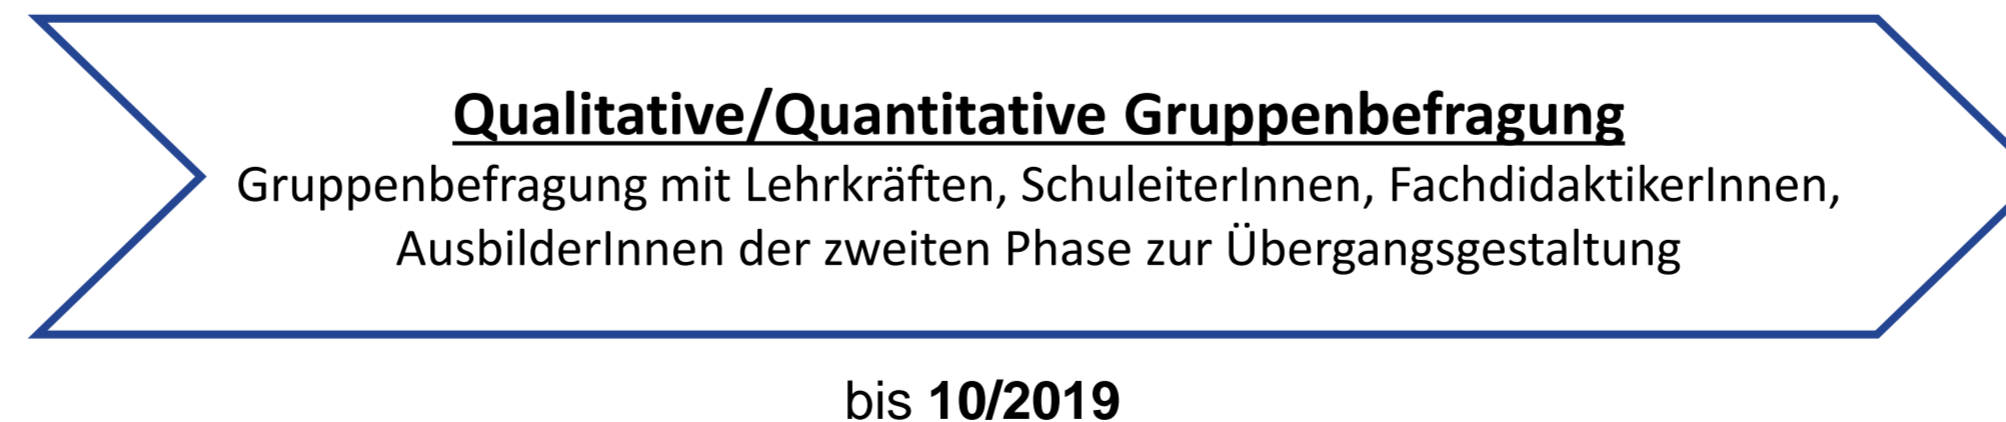 Qualitative/Quantitative Gruppenbefragung
Gruppenbefragung mit Lehrkräften, SchuleiterInnen, FachdidaktikerInnen,
AusbilderInnen der zweiten Phase zur Übergangsgestaltung
bis 10/2019